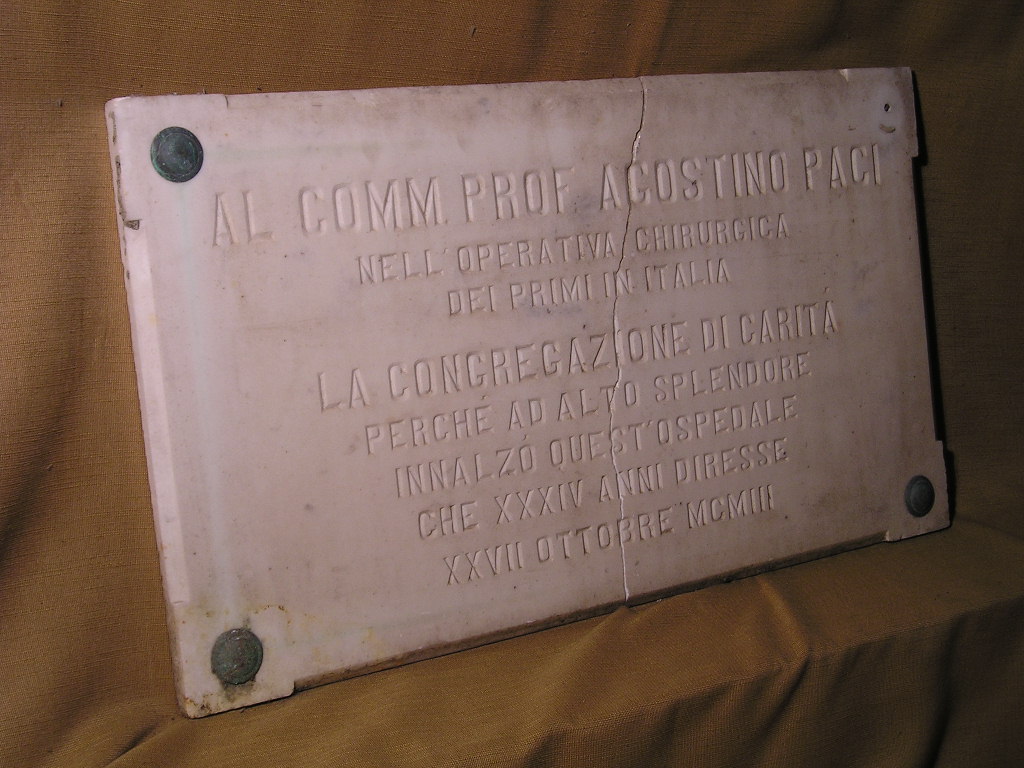 AL COMM. PROF AGOSTINO PACI
NELL'OPERATIVA CHIRURGICA
DEI PRIMI IN ITALIA
LA CONGREGAZIONE DI CARITÀ
PERCHÈ AD ALTO SPLENDORE
INNALZÒ QUEST'OSPEDALE
CHE XXXIV ANNI DIRESSE
XXVII OTTOBRE MCMIII